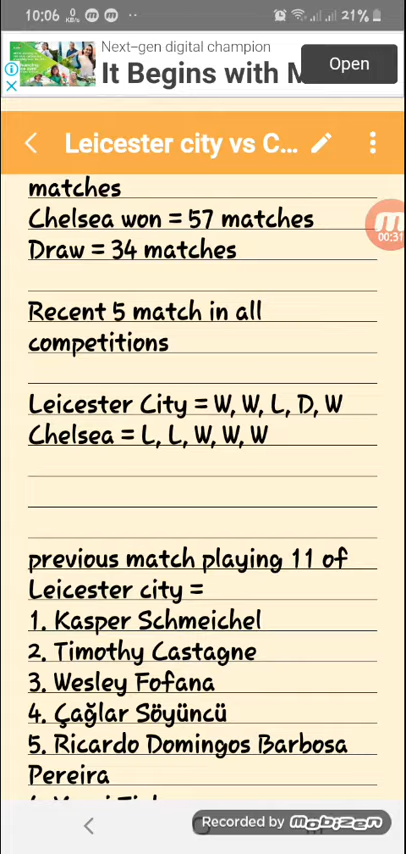 10:06 0 KB/s 21%
Next-gen digital champion
It Begins with M
Open
Leicester city vs C...
matches
Chelsea won = 57 matches
Draw = 34 matches
00:31
Recent 5 match in all
competitions
Leicester City = W, W, L, D, W
Chelsea = L, L, W, W, W
previous match playing 11 of
Leicester city =
1. Kasper Schmeichel
2. Timothy Castagne
3. Wesley Fofana
4. Çağlar Söyüncü
5. Ricardo Domingos Barbosa
Pereira
Recorded by mobizen